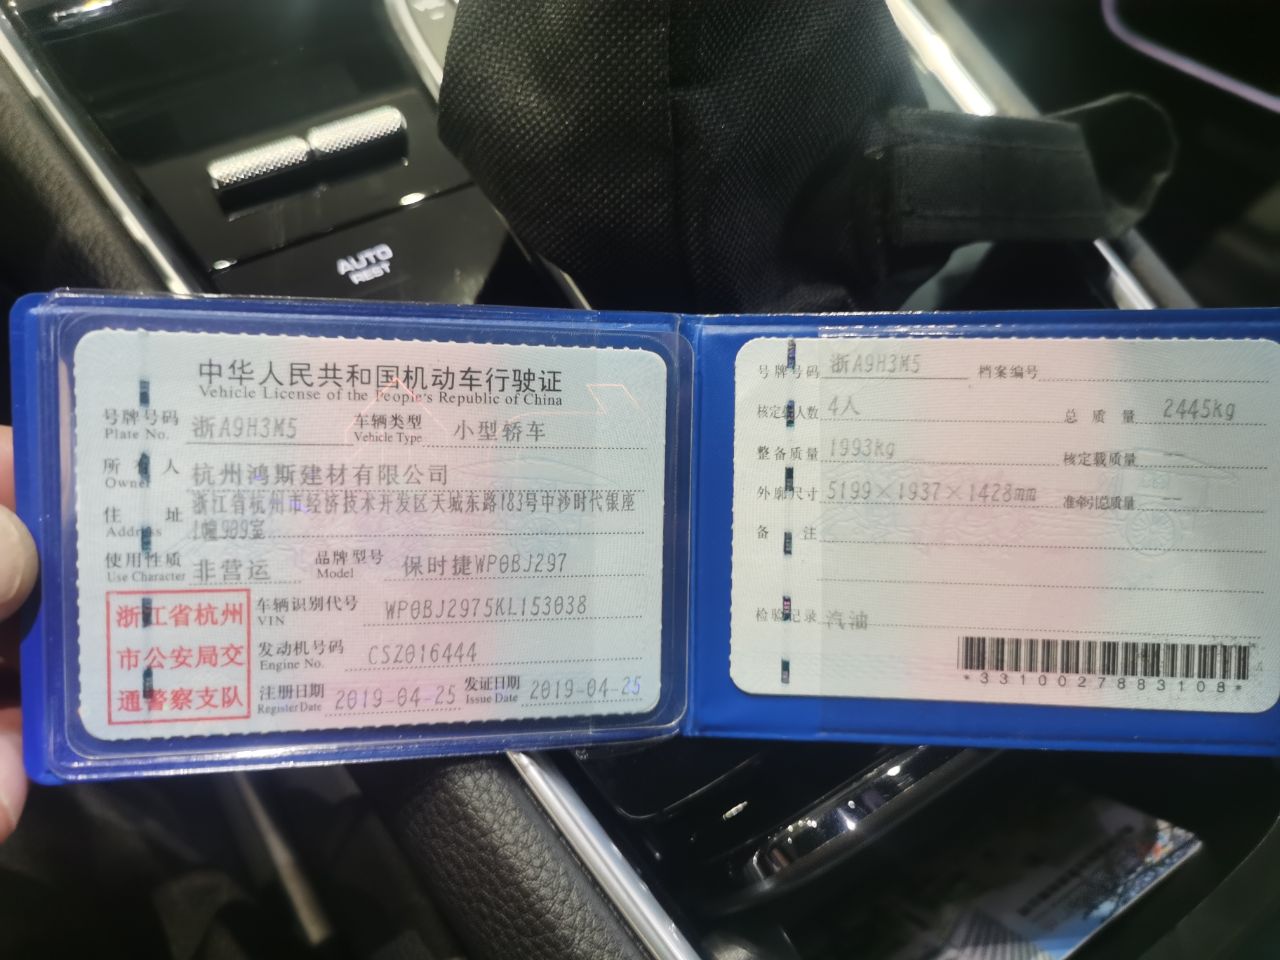 AUTO
REST
中华人民共和国机动车行驶证
Vehicle License of the People's Republic of China
号牌号码 浙A9H3M5 车辆类型 小型轿车
Plate No. Vehicle Type
所有人 杭州鸿斯建材有限公司
Owner
住址 浙江省杭州市经济技术开发区天城东路183号中沙时代银座
Address 1幢909室
使用性质 非营运 品牌型号 保时捷WP0BJ297
Use Character Model
浙江省杭州
市公安局交
通警察支队
车辆识别代号 WP0BJ2975KL153038
VIN
发动机号码 CSZ016444
Engine No.
注册日期 2019-04-25 发证日期 2019-04-25
Register Date Issue Date
号牌号码 浙A9H3M5 档案编号
核定载人数 4人 总质量 2445kg
整备质量 1993kg 核定载质量 --
外廓尺寸 5199×1937×1428mm 准牵引总质量 --
备注
检验记录 汽油
*3310027883108*